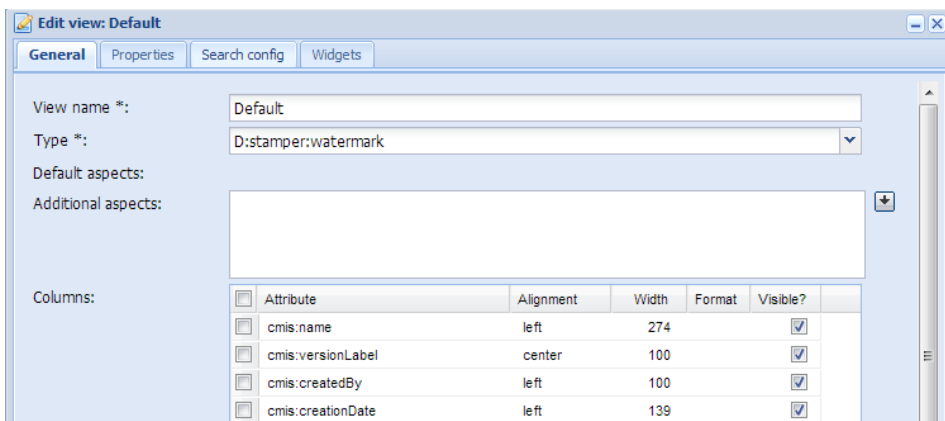 Edit view: Default
General Properties Search config Widgets
View name *: Default
Type *: D:stamper:watermark
Default aspects:
Additional aspects:
Columns: Attribute Alignment Width Format Visible?
cmis:name left 274
cmis:versionLabel center 100
cmis:createdBy left 100
cmis:creationDate left 139